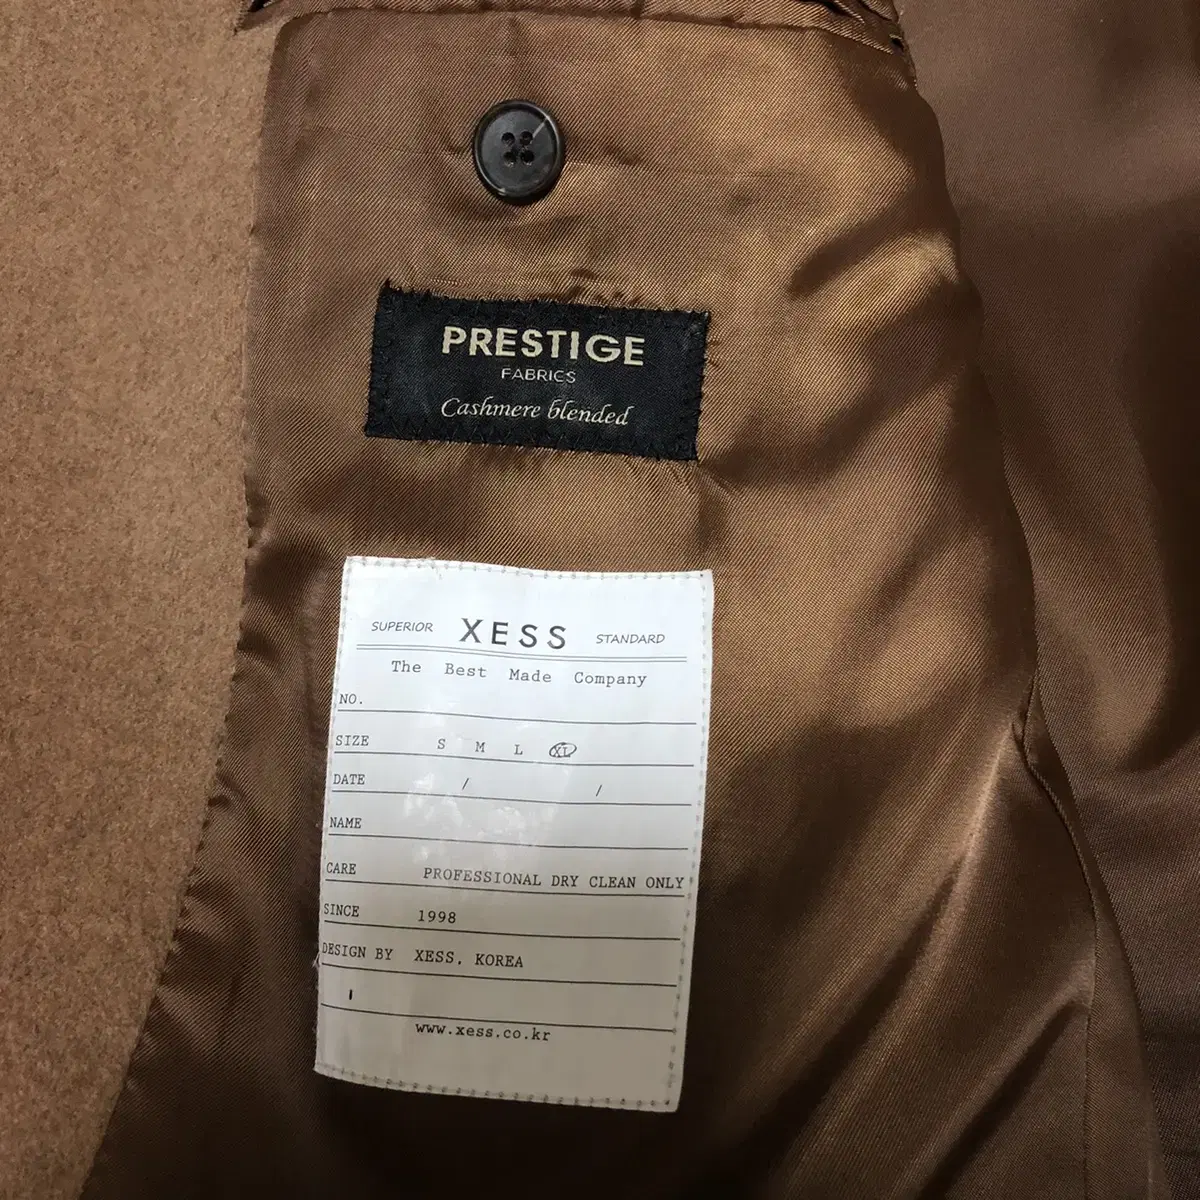 PRESTIGE
FABRICS
Cashmere blended
SUPERIOR XESS STANDARD
The Best Made Company
NO.
SIZE S M L XL
DATE / /
NAME
CARE PROFESSIONAL DRY CLEAN ONLY
SINCE 1998
DESIGN BY XESS, KOREA
www.xess.co.kr